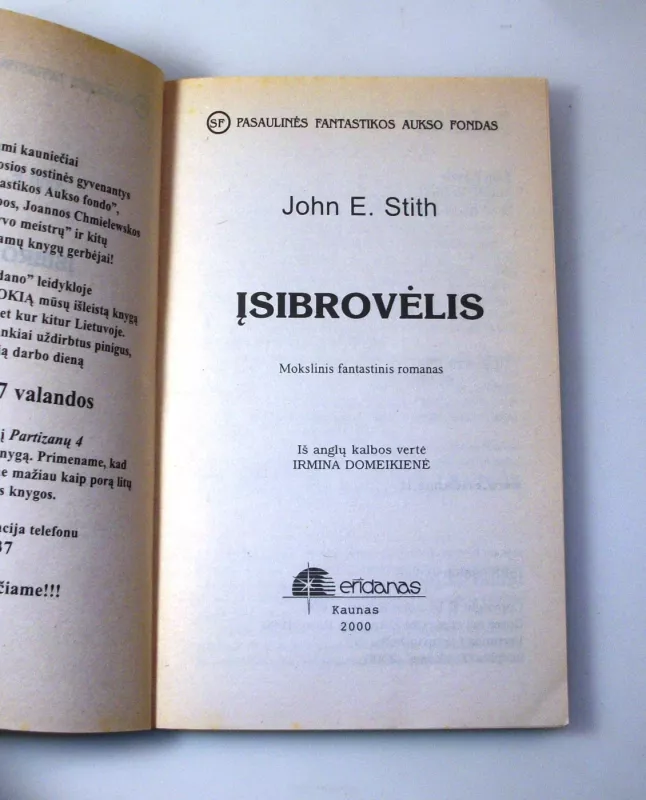 mi kauniečiai
osios sostinės gyvenantys
tastikos Aukso fondo",
oos, Joannos Chmielewskos
rvo meistrų" ir kitų
amų knygų gerbėjai!
dano" leidykloje
OKIĄ mūsų išleistą knygą
et kur kitur Lietuvoje.
nkiai uždirbtus pinigus,
ią darbo dieną
7 valandos
į Partizanų 4
nygą. Primename, kad
e mažiau kaip porą litų
s knygos.
cija telefonu
37
čiame!!!
SF PASAULINĖS FANTASTIKOS AUKSO FONDAS
John E. Stith
ĮSIBROVĖLIS
Mokslinis fantastinis romanas
Iš anglų kalbos vertė
IRMINA DOMEIKIENĖ
eridanas
Kaunas
2000